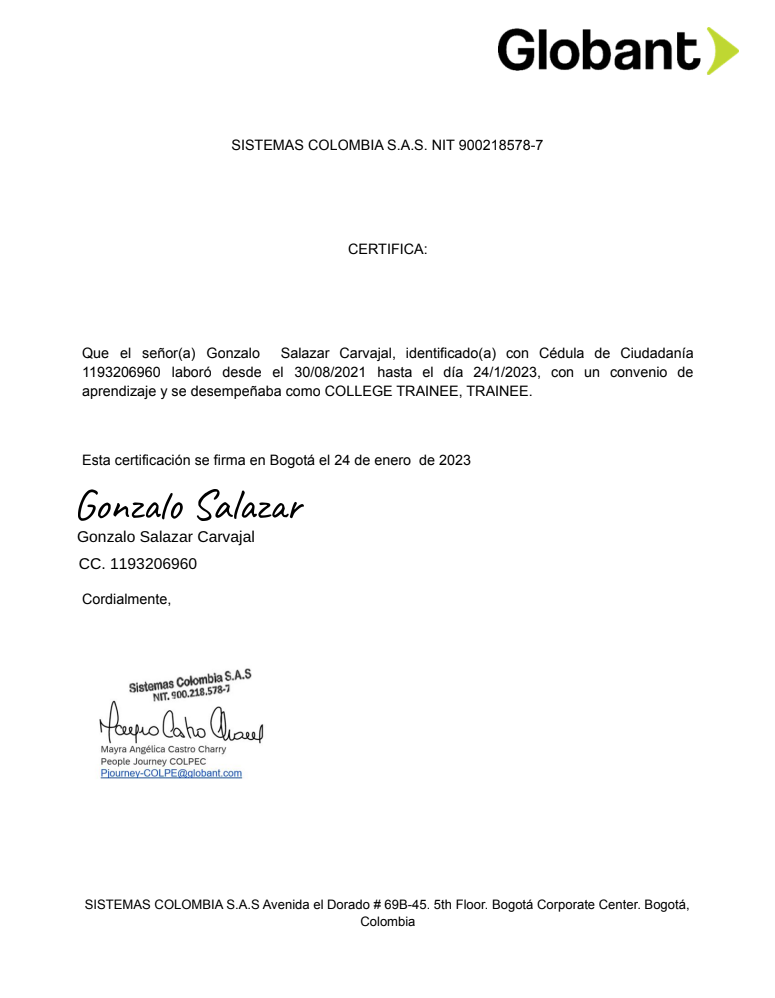 Globant
SISTEMAS COLOMBIA S.A.S. NIT 900218578-7
CERTIFICA:
Que el señor(a) Gonzalo Salazar Carvajal, identificado(a) con Cédula de Ciudadanía
1193206960 laboró desde el 30/08/2021 hasta el día 24/1/2023, con un convenio de
aprendizaje y se desempeñaba como COLLEGE TRAINEE, TRAINEE.
Esta certificación se firma en Bogotá el 24 de enero de 2023
Gonzalo Salazar
Gonzalo Salazar Carvajal
CC. 1193206960
Cordialmente,
Sistemas Colombia S.A.S
NIT. 900.218.578-7
Mayra Castro Charry
Mayra Angélica Castro Charry
People Journey COLPEC
Pjourney-COLPE@globant.com
SISTEMAS COLOMBIA S.A.S Avenida el Dorado # 69B-45. 5th Floor. Bogotá Corporate Center. Bogotá,
Colombia